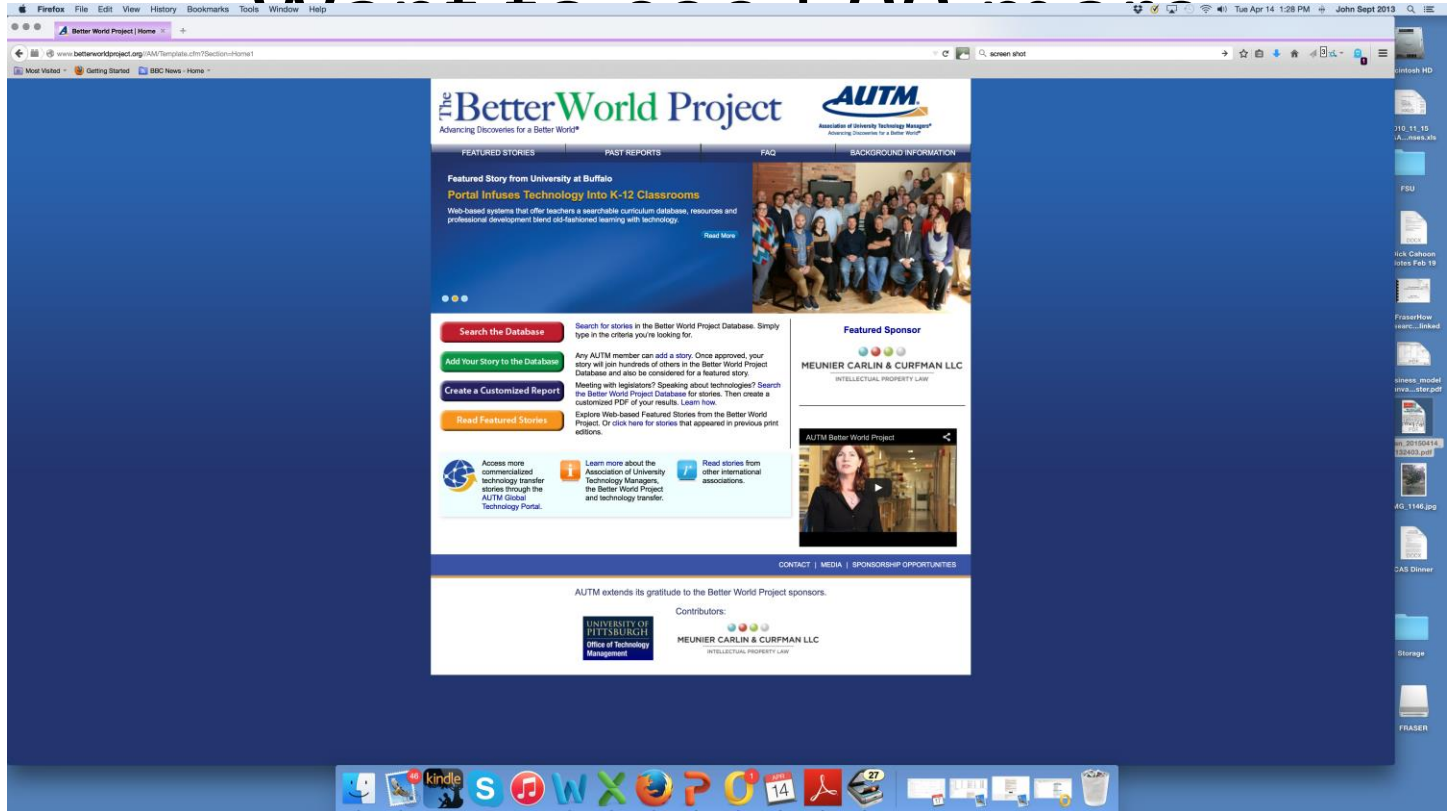 Firefox File Edit View History Bookmarks Tools Window Help
Tue Apr 14 1:28 PM John Sept 2013
Better World Project | Home
www.betterworldproject.org//AM/Template.cfm?Section=Home1
screen shot
3
Most Visited
Getting Started
BBC News - Home
The Better World Project
Advancing Discoveries for a Better World®
AUTM.
Association of University Technology Managers®
Advancing Discoveries for a Better World®
FEATURED STORIES PAST REPORTS FAQ BACKGROUND INFORMATION
Featured Story from University at Buffalo
Portal Infuses Technology Into K-12 Classrooms
Web-based systems that offer teachers a searchable curriculum database, resources and
professional development blend old-fashioned learning with technology.
Read More
Search the Database
Search for stories in the Better World Project Database. Simply
type in the criteria you're looking for.
Add Your Story to the Database
Any AUTM member can add a story. Once approved, your
story will join hundreds of others in the Better World Project
Database and also be considered for a featured story.
Create a Customized Report
Meeting with legislators? Speaking about technologies? Search
the Better World Project Database for stories. Then create a
customized PDF of your results. Learn how.
Read Featured Stories
Explore Web-based Featured Stories from the Better World
Project. Or click here for stories that appeared in previous print
editions.
Access more
commercialized
technology transfer
stories through the
AUTM Global
Technology Portal.
Learn more about the
Association of University
Technology Managers,
the Better World Project
and technology transfer.
Read stories from
other international
associations.
Featured Sponsor
MEUNIER CARLIN & CURFMAN LLC
INTELLECTUAL PROPERTY LAW
AUTM Better World Project
CONTACT | MEDIA | SPONSORSHIP OPPORTUNITIES
AUTM extends its gratitude to the Better World Project sponsors.
Contributors:
UNIVERSITY OF
PITTSBURGH
Office of Technology
Management
MEUNIER CARLIN & CURFMAN LLC
INTELLECTUAL PROPERTY LAW
FSU
DOCX
Storage
FRASER
46
kindle
1
APR
14
27